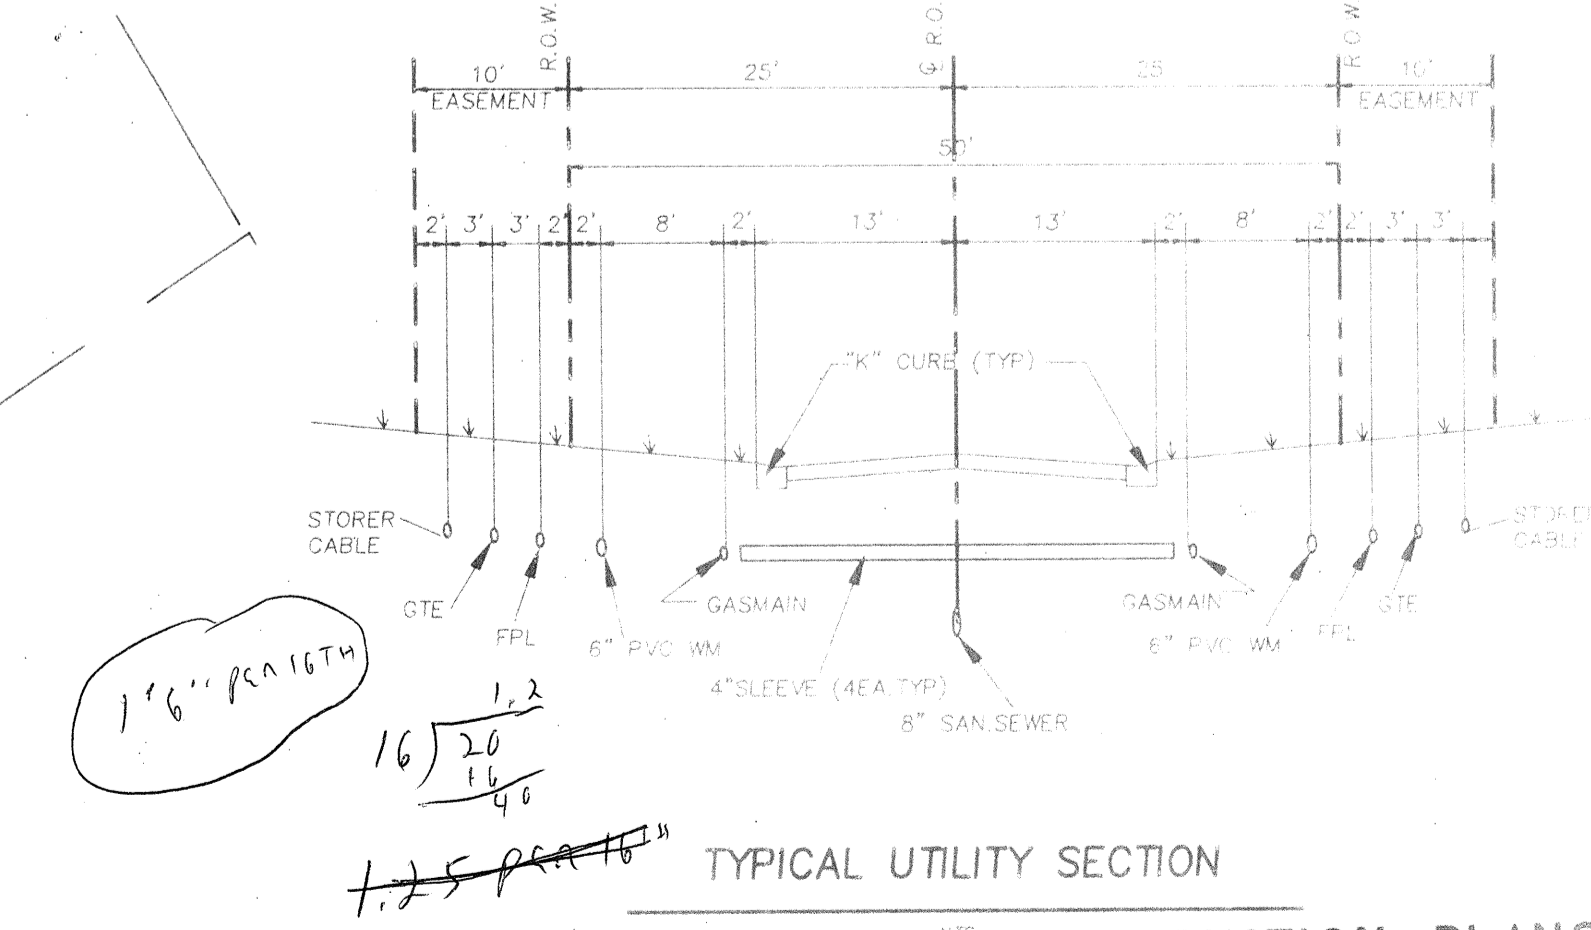 R.O.W.
℄ R.O.
R.O.W.
10' 25' 25 10'
EASEMENT EASEMENT
50'
2' 3' 3' 2' 2' 8' 2' 13' 13' 2' 8' 2' 2' 3' 3'
"K" CURB (TYP)
STORER
CABLE
STORE
CABLE
GTE
FPL
6" PVC WM
GASMAIN
GASMAIN
8" PVC WM
FPL
GTE
4"SLEEVE (4EA.TYP)
8" SAN.SEWER
1'6" PER 16TH
1.2
16 20
16
40
1.25 PER 16"
TYPICAL UTILITY SECTION